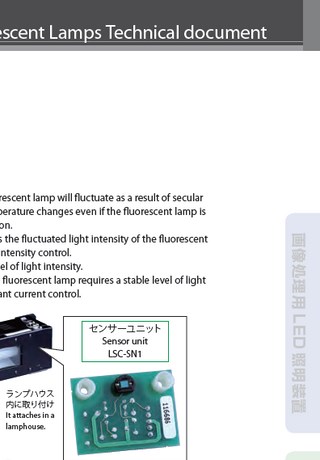 escent Lamps Technical document
rescent lamp will fluctuate as a result of secular
perature changes even if the fluorescent lamp is
on.
s the fluctuated light intensity of the fluorescent
intensity control.
el of light intensity.
fluorescent lamp requires a stable level of light
ant current control.
画像処理用LED照明装置
センサーユニット
Sensor unit
LSC-SN1
ランプハウス
内に取り付け
It attaches in a
lamphouse.
116686